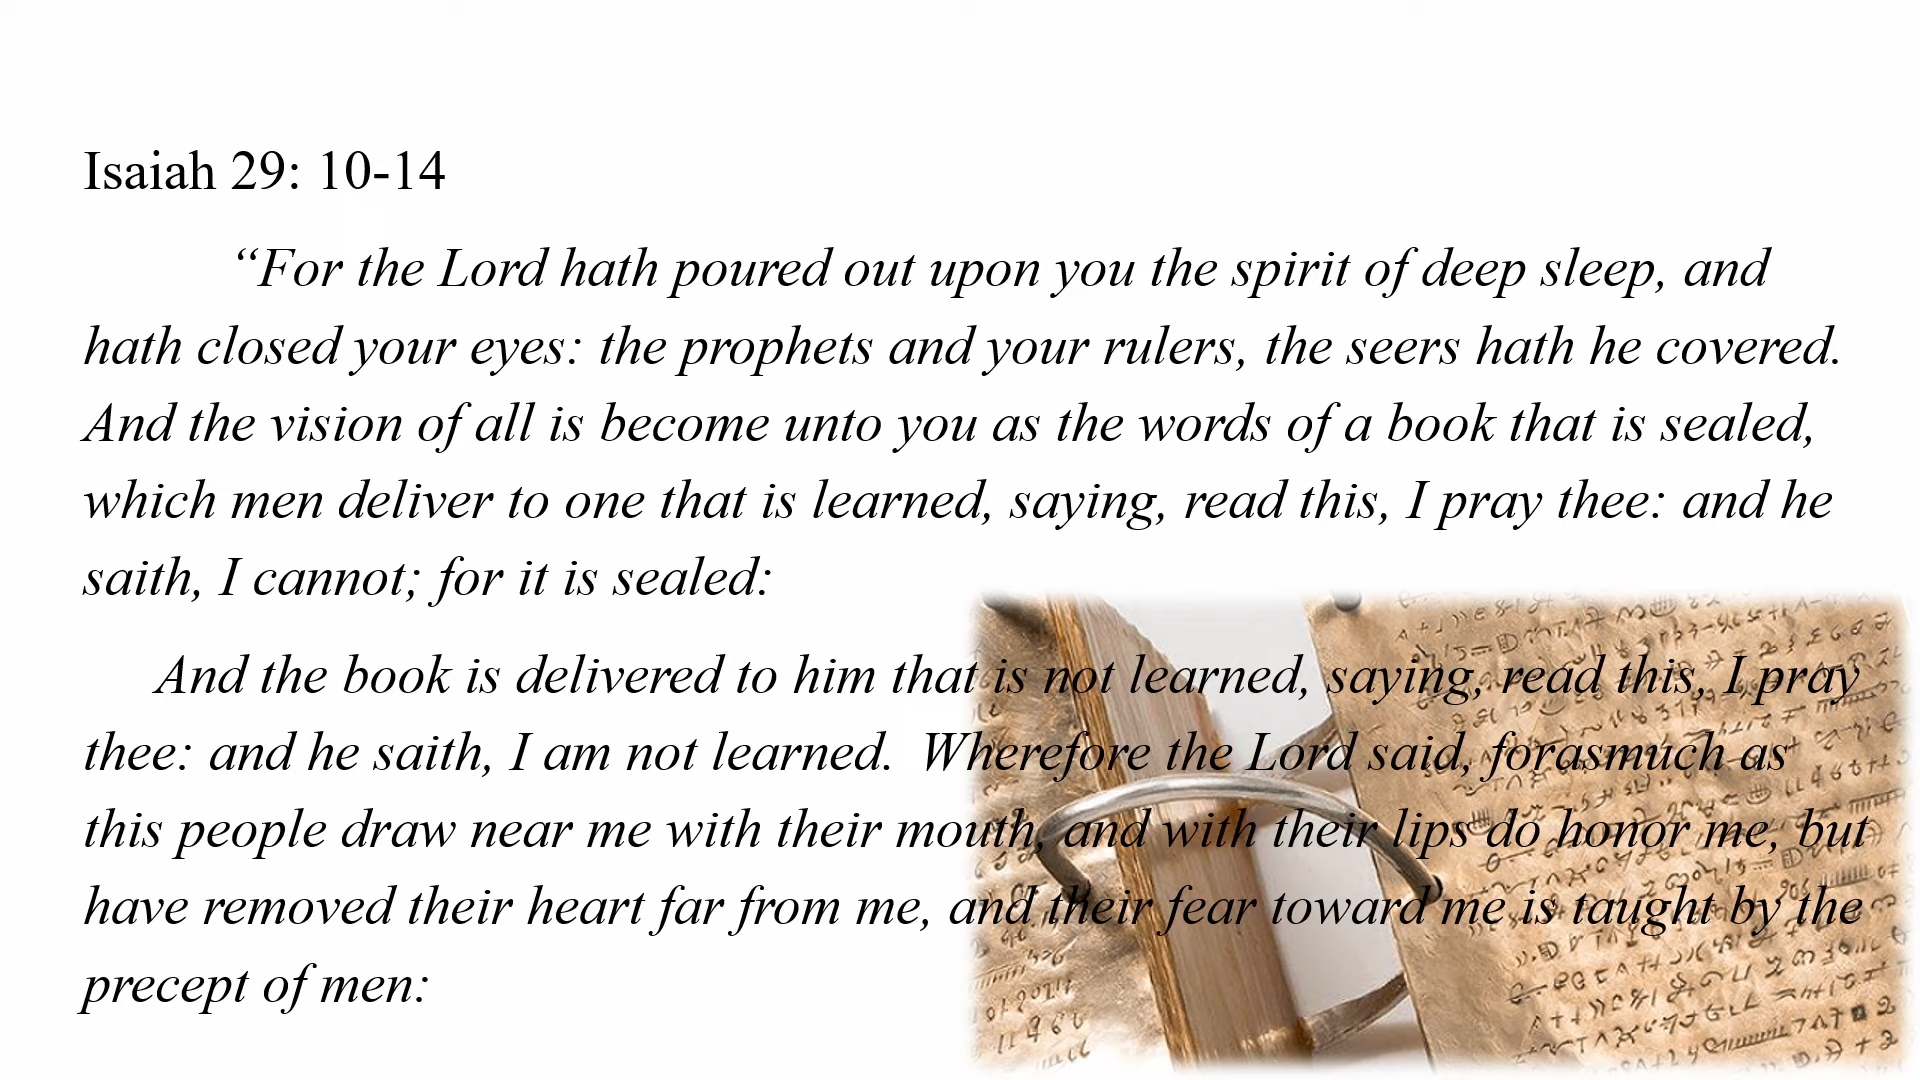 Isaiah 29: 10-14
“For the Lord hath poured out upon you the spirit of deep sleep, and
hath closed your eyes: the prophets and your rulers, the seers hath he covered.
And the vision of all is become unto you as the words of a book that is sealed,
which men deliver to one that is learned, saying, read this, I pray thee: and he
saith, I cannot; for it is sealed:
And the book is delivered to him that is not learned, saying, read this, I pray
thee: and he saith, I am not learned.  Wherefore the Lord said, forasmuch as
this people draw near me with their mouth, and with their lips do honor me, but
have removed their heart far from me, and their fear toward me is taught by the
precept of men: